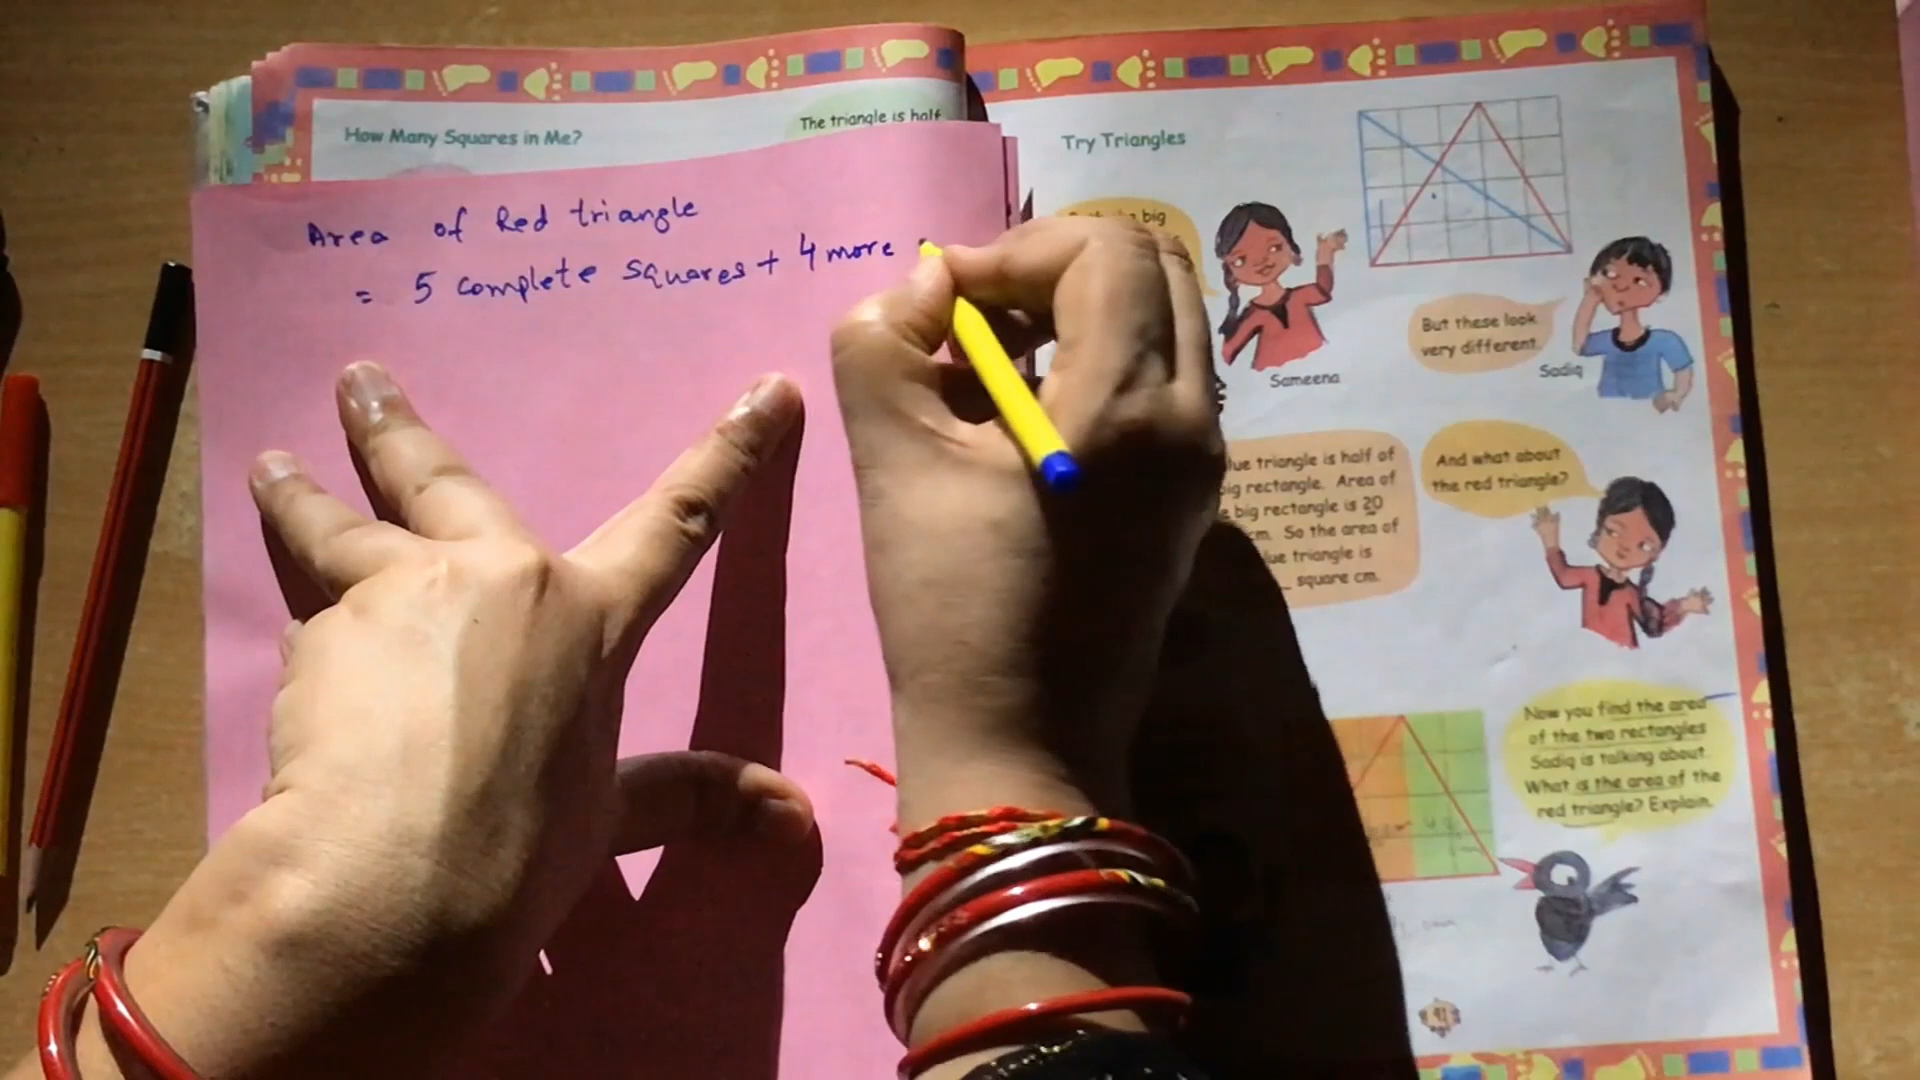 How Many Squares in Me?
The triangle is half
Area of Red triangle
= 5 complete squares + 4 more
Try Triangles
big
But these look
very different.
Sadiq
Sameena
lue triangle is half of
ig rectangle. Area of
e big rectangle is 20
cm. So the area of
lue triangle is
_ square cm.
And what about
the red triangle?
Now you find the area
of the two rectangles
Sadiq is talking about.
What is the area of the
red triangle? Explain.